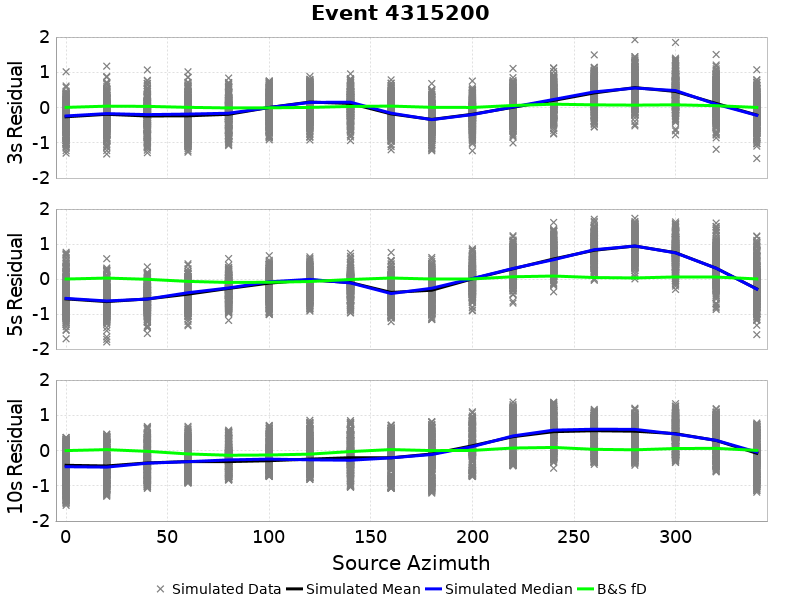 Event 4315200
3s Residual
2
1
0
-1
-2
5s Residual
2
1
0
-1
-2
10s Residual
2
1
0
-1
-2
0 50 100 150 200 250 300
Source Azimuth
Simulated Data Simulated Mean Simulated Median B&S fD